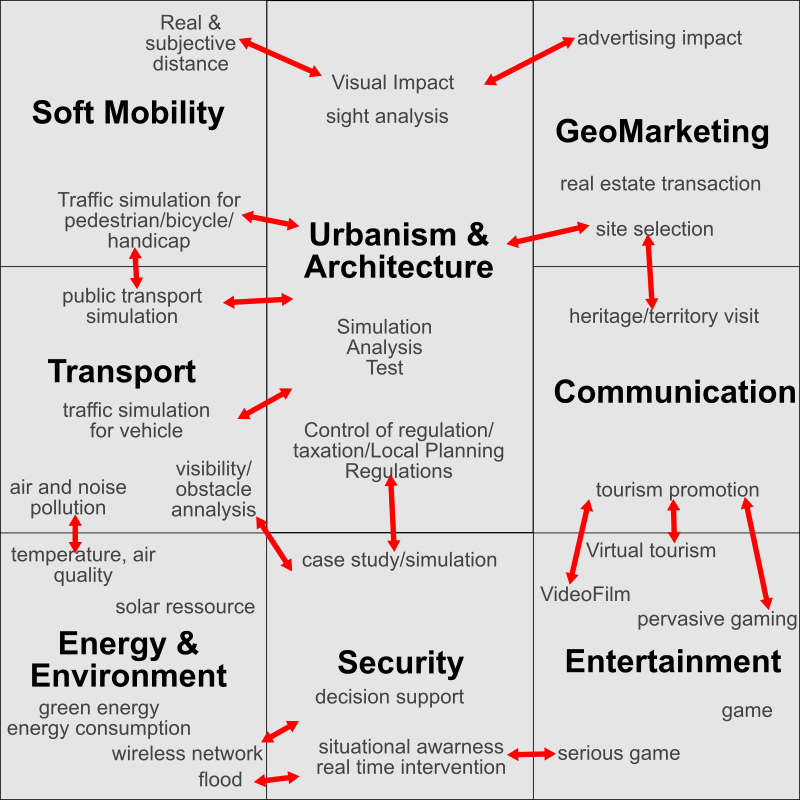 Real &
subjective
distance
Soft Mobility
Traffic simulation for
pedestrian/bicycle/
handicap
Visual Impact
sight analysis
Urbanism &
Architecture
Simulation
Analysis
Test
Control of regulation/
taxation/Local Planning
Regulations
advertising impact
GeoMarketing
real estate transaction
site selection
public transport
simulation
Transport
traffic simulation
for vehicle
visibility/
obstacle
annalysis
air and noise
pollution
heritage/territory visit
Communication
tourism promotion
temperature, air
quality
solar ressource
Energy &
Environment
green energy
energy consumption
wireless network
flood
case study/simulation
Security
decision support
situational awarness
real time intervention
Virtual tourism
VideoFilm
pervasive gaming
Entertainment
game
serious game